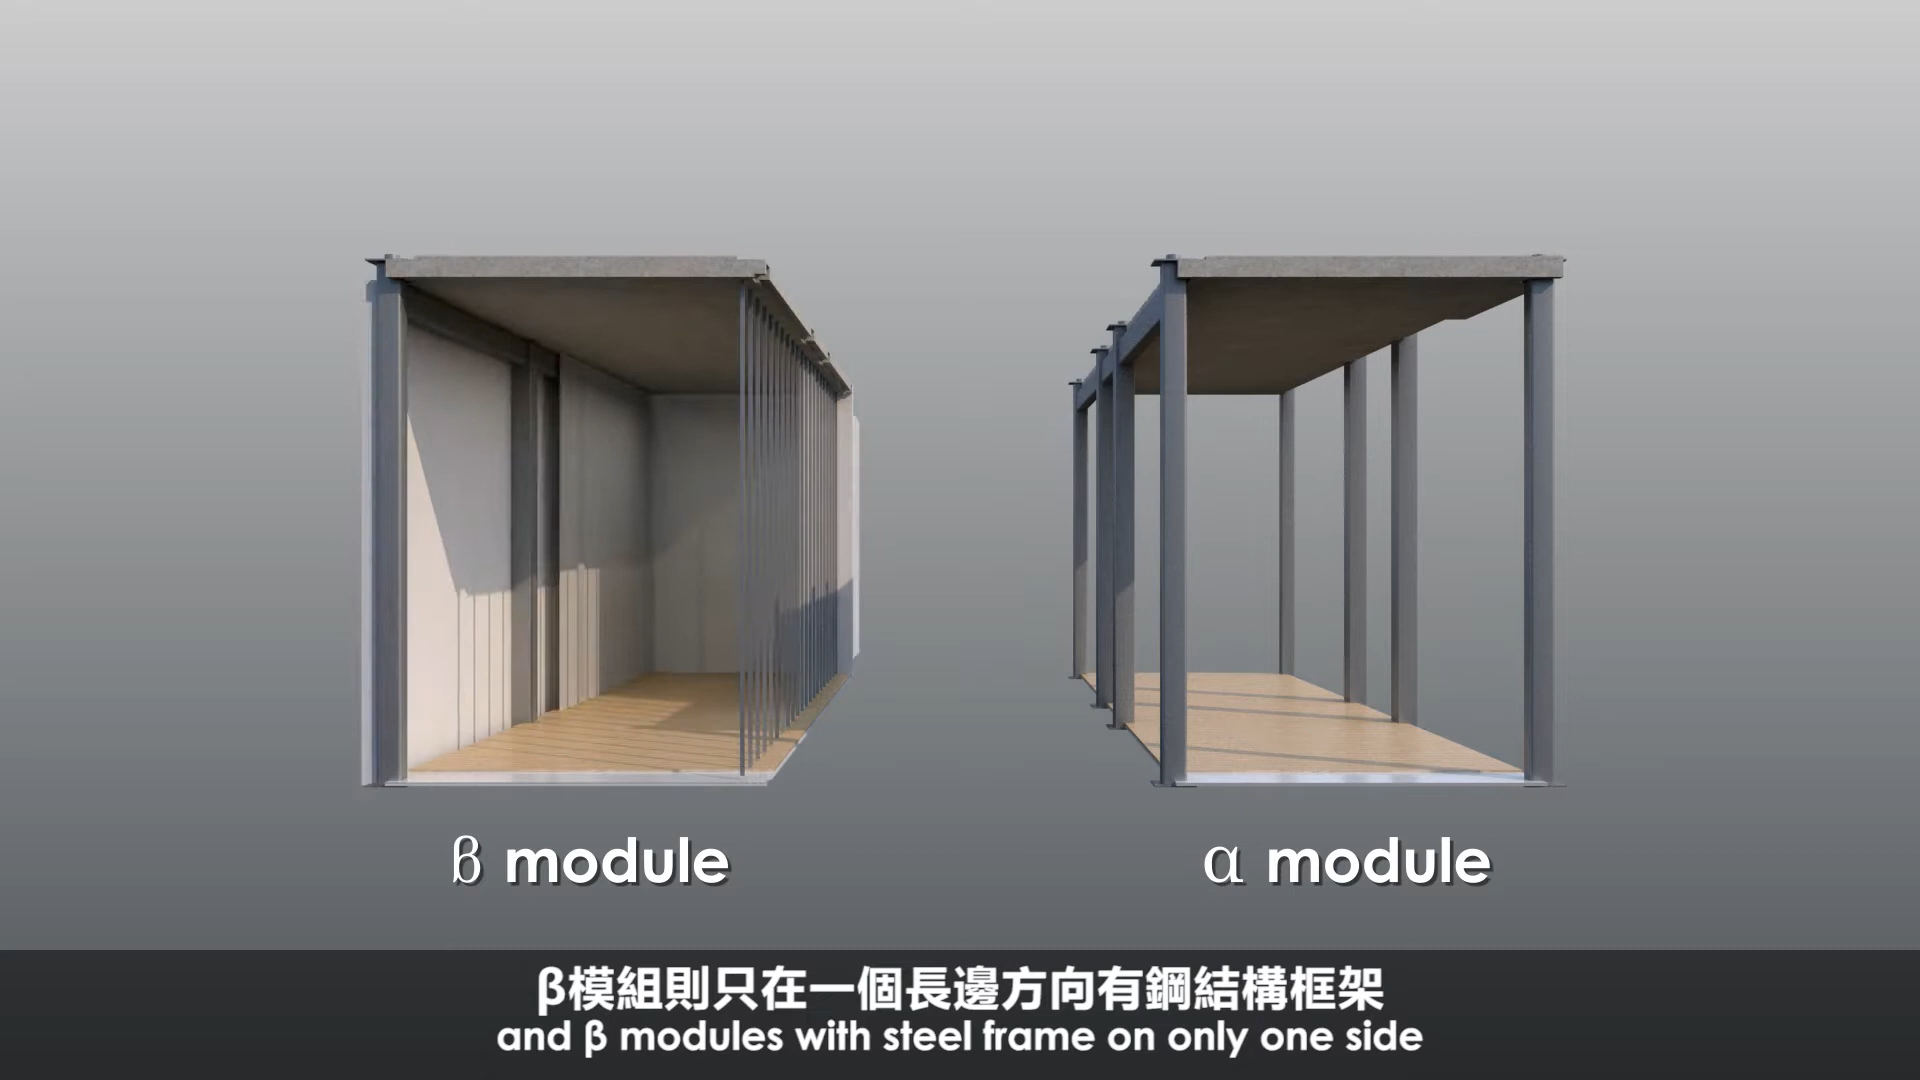 β module
α module
β模組則只在一個長邊方向有鋼結構框架
and β modules with steel frame on only one side